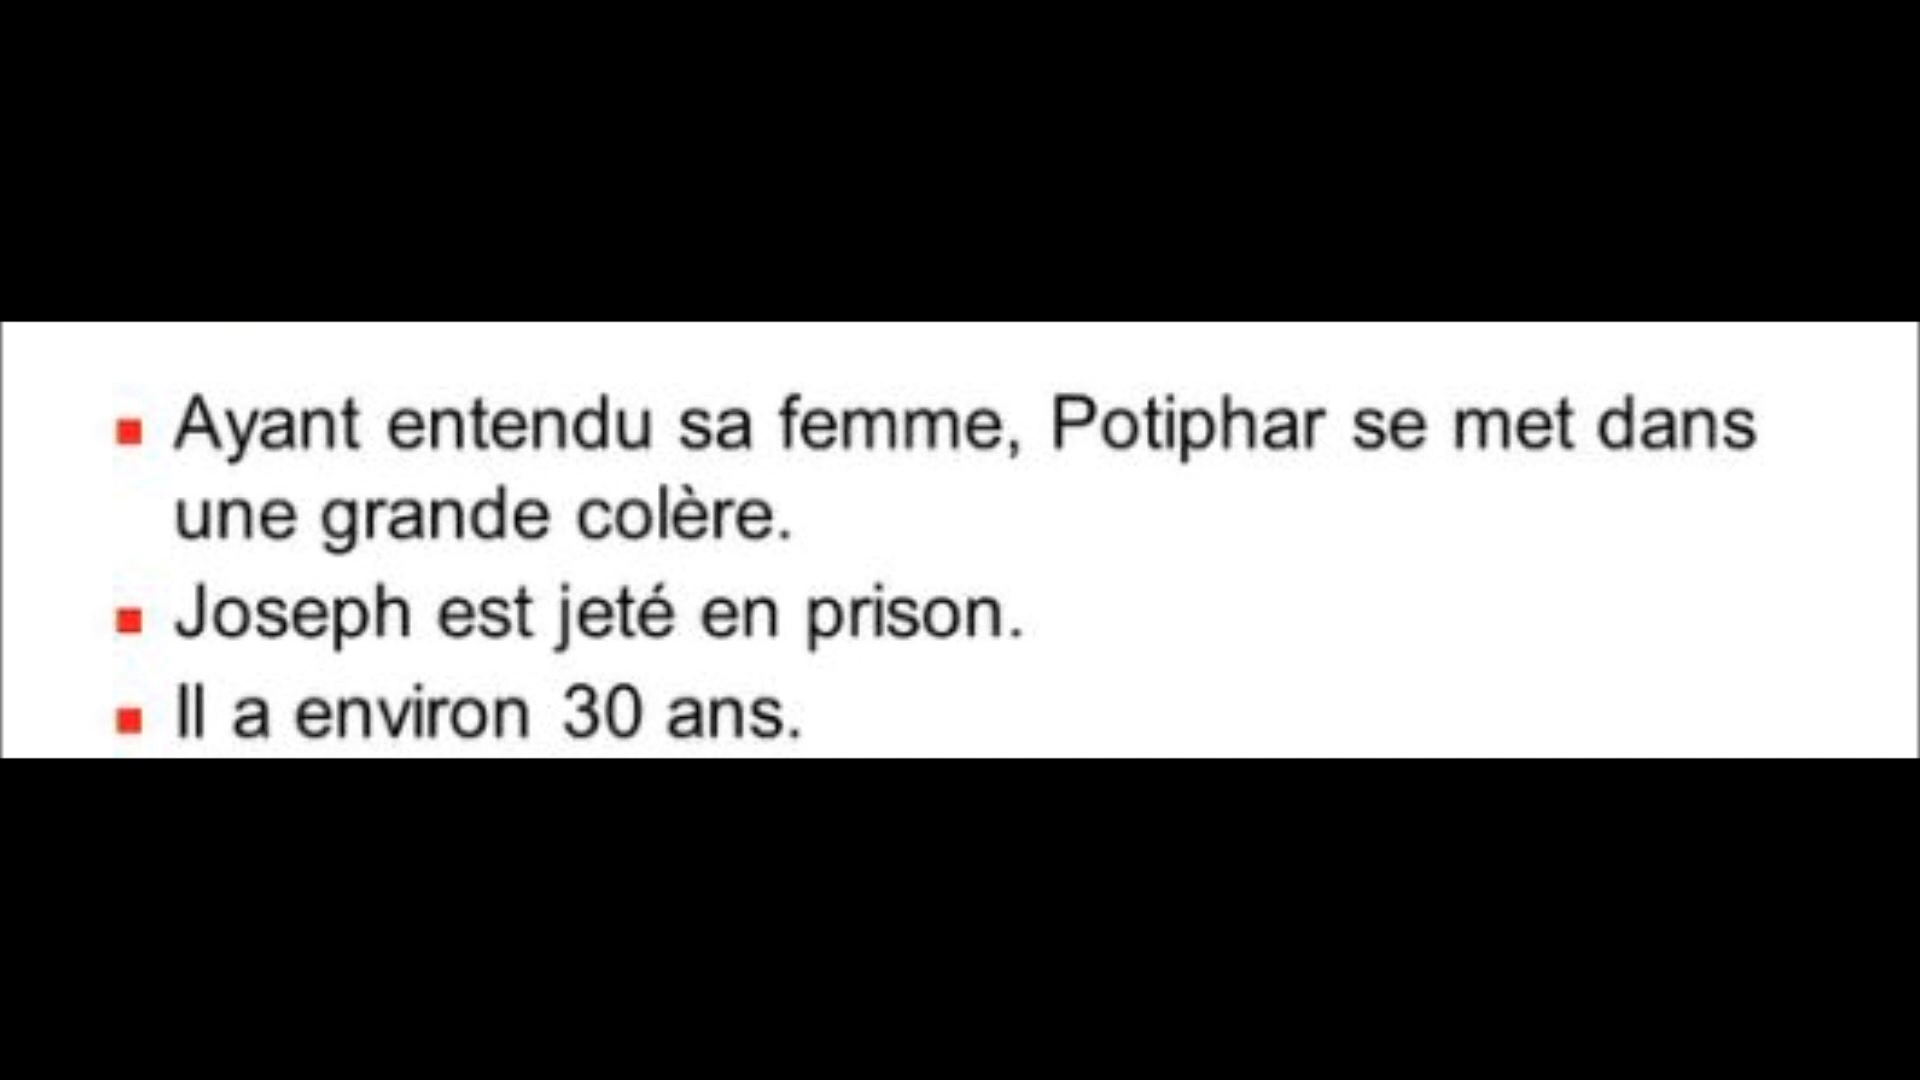 Ayant entendu sa femme, Potiphar se met dans
une grande colère.
Joseph est jeté en prison.
Il a environ 30 ans.